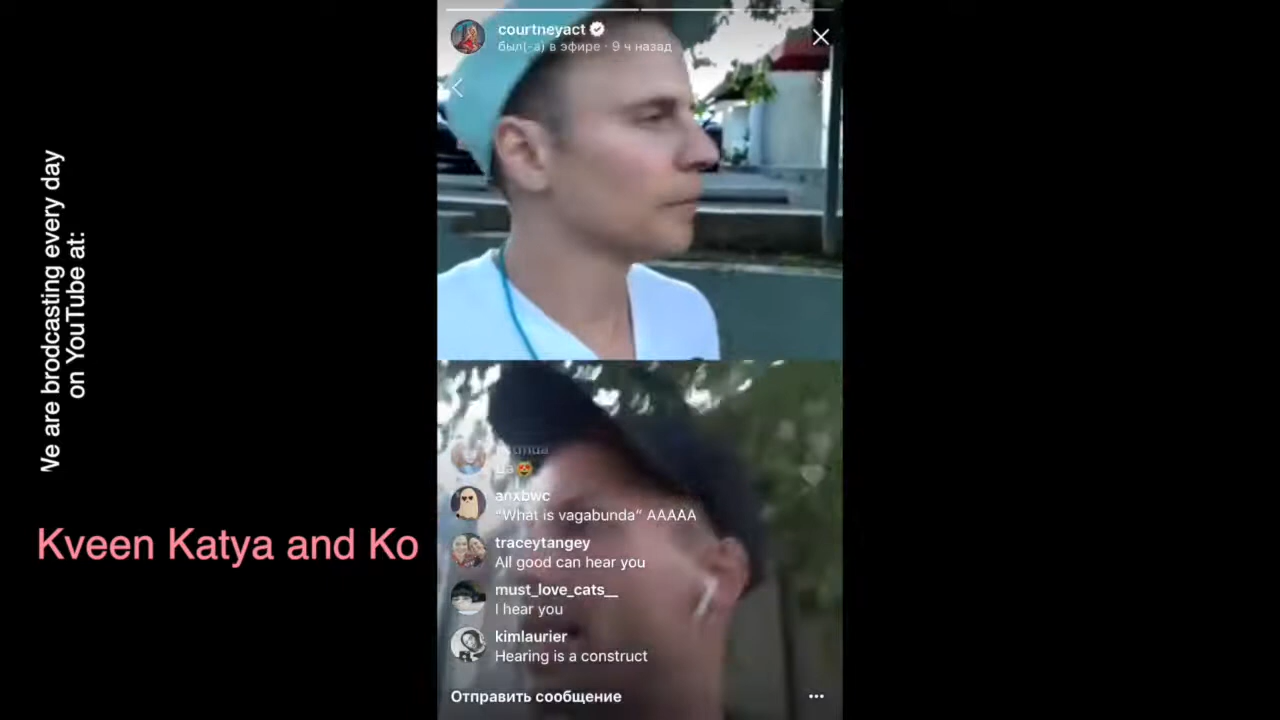 courtneyact
был(-а) в эфире · 9 ч назад
We are brodcasting every day
on YouTube at:
Kveen Katya and Ko
anxbwc
“What is vagabunda” AAAAA
traceytangey
All good can hear you
must_love_cats__
I hear you
kimlaurier
Hearing is a construct
Отправить сообщение